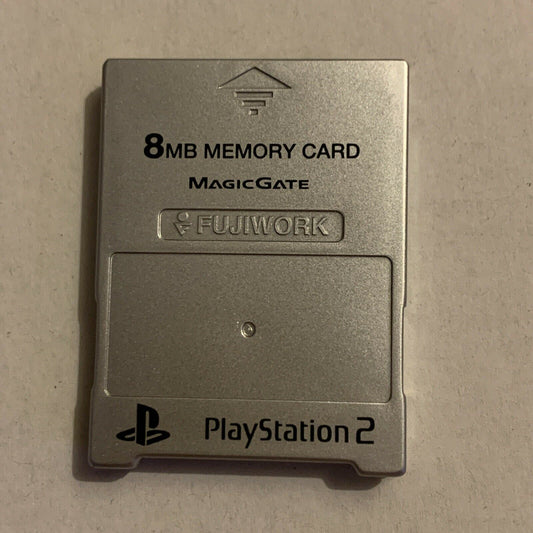 8MB MEMORY CARD
MAGICGATE
FUJIWORK
PlayStation 2